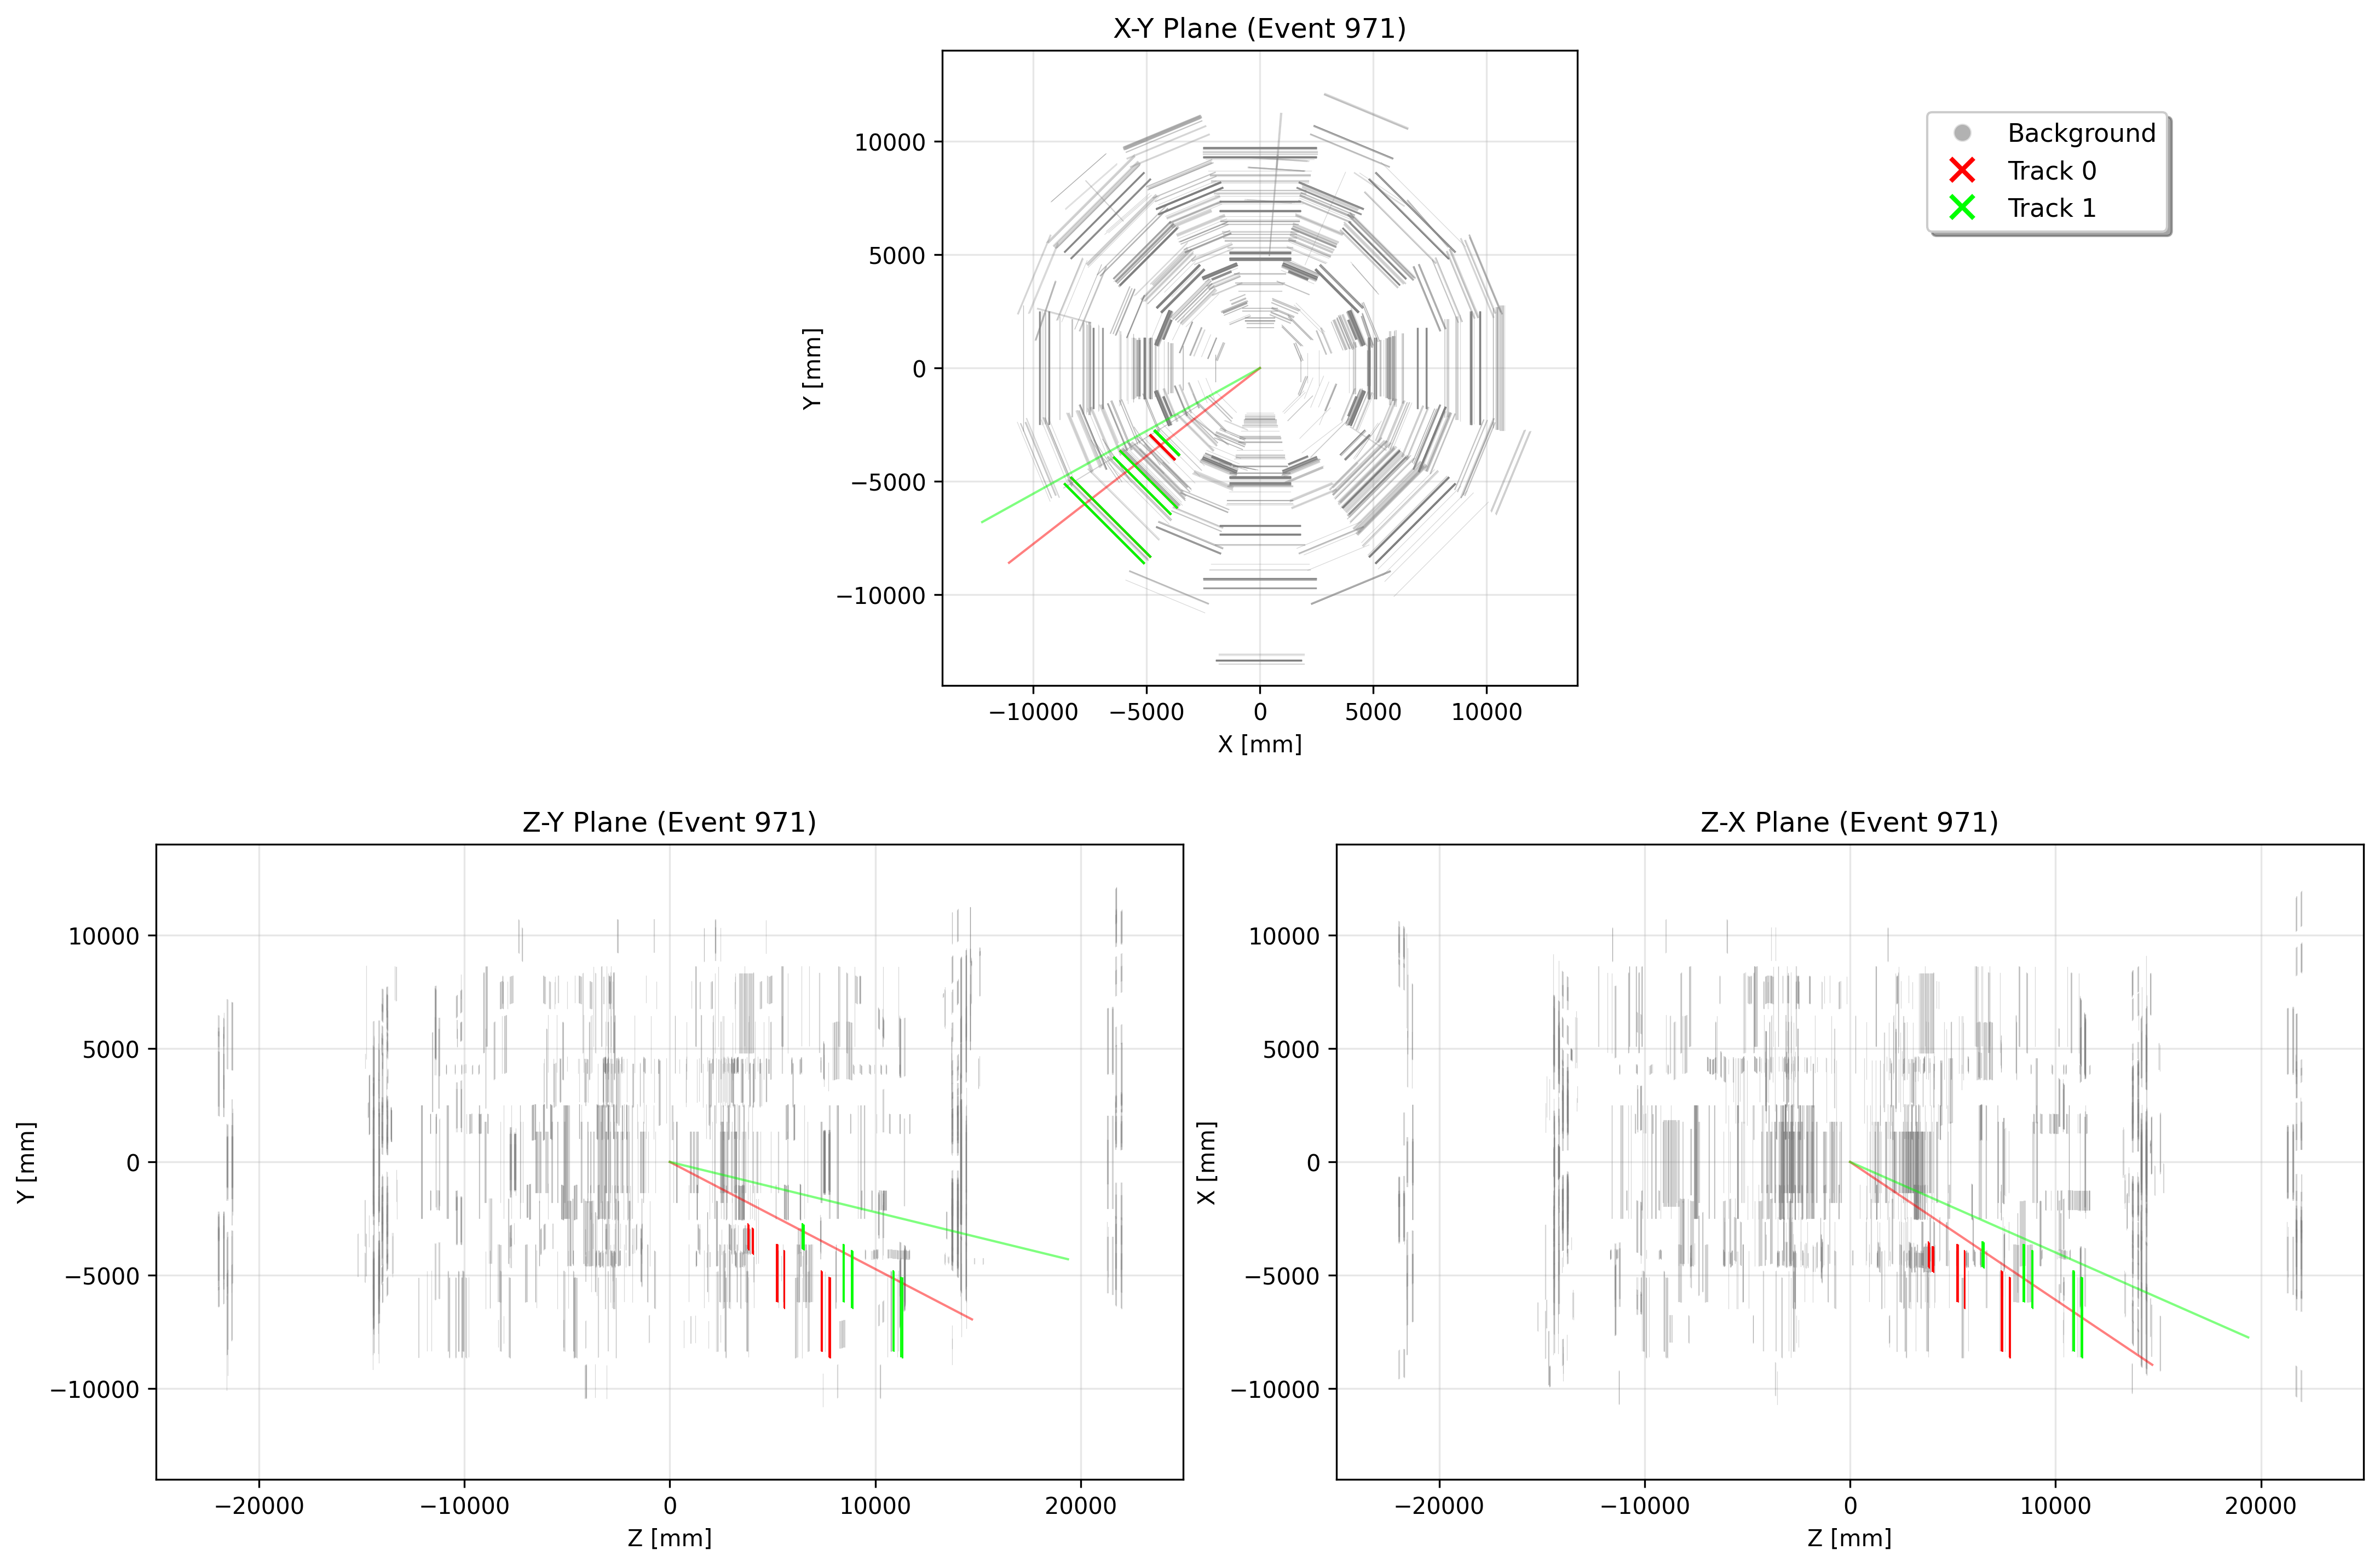 X-Y Plane (Event 971)
Background
Track 0
Track 1
10000
5000
0
−5000
−10000
Y [mm]
−10000 −5000 0 5000 10000
X [mm]
Z-Y Plane (Event 971)
10000
5000
0
−5000
−10000
Y [mm]
−20000 −10000 0 10000 20000
Z [mm]
Z-X Plane (Event 971)
10000
5000
0
−5000
−10000
X [mm]
−20000 −10000 0 10000 20000
Z [mm]